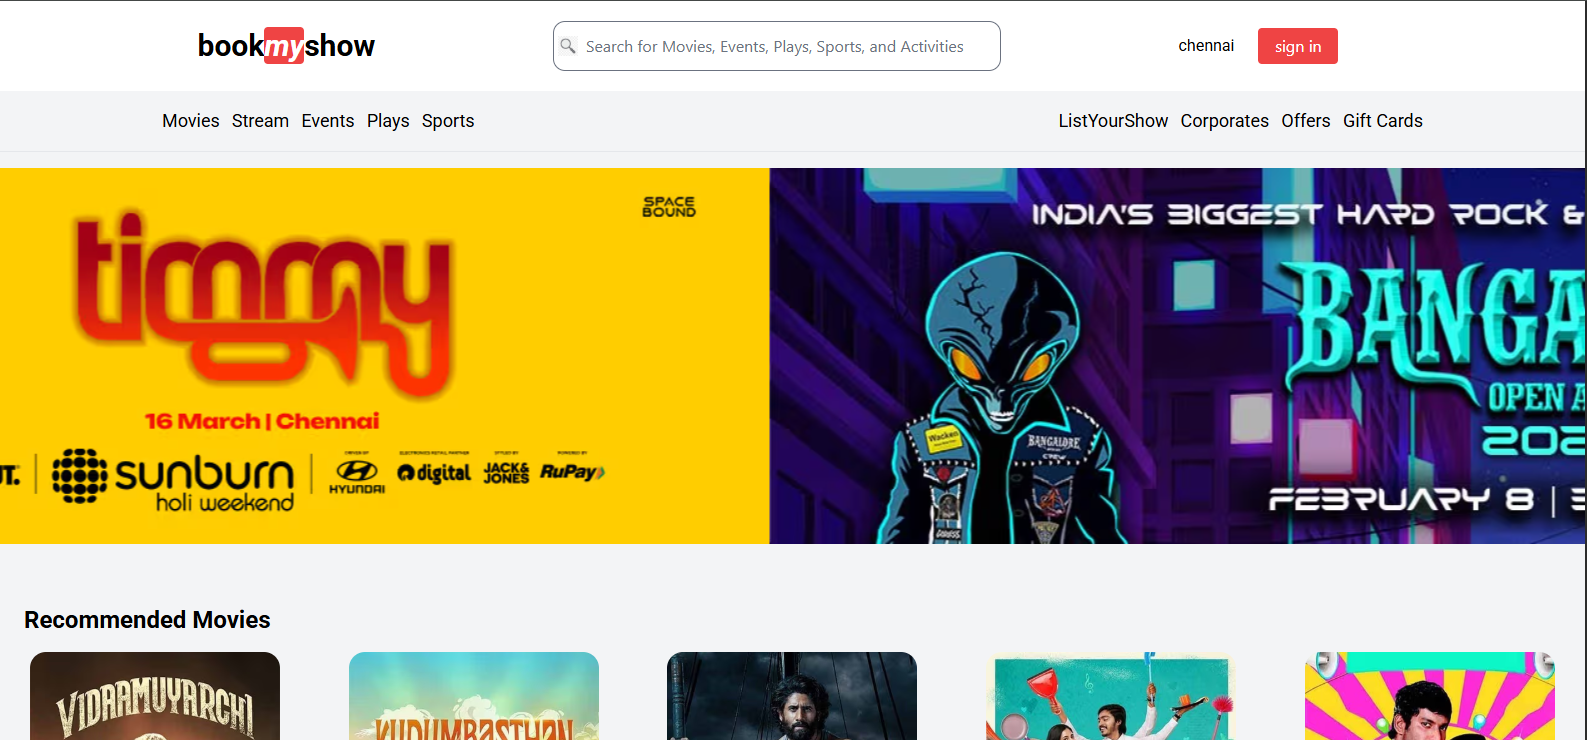 bookmyshow
Search for Movies, Events, Plays, Sports, and Activities
chennai
sign in
Movies Stream Events Plays Sports
ListYourShow Corporates Offers Gift Cards
timmy
SPACE
BOUND
16 March | Chennai
sunburn
holi weekend
HYUNDAI
digital
JACK&
JONES
RuPay
INDIA'S BIGGEST HARD ROCK &
BANGA
OPEN A
202
FEBRUARY 8 |
Wacken
BANGALORE
Recommended Movies
VIDAAMUYARCHI
KUDUMBASTHAN